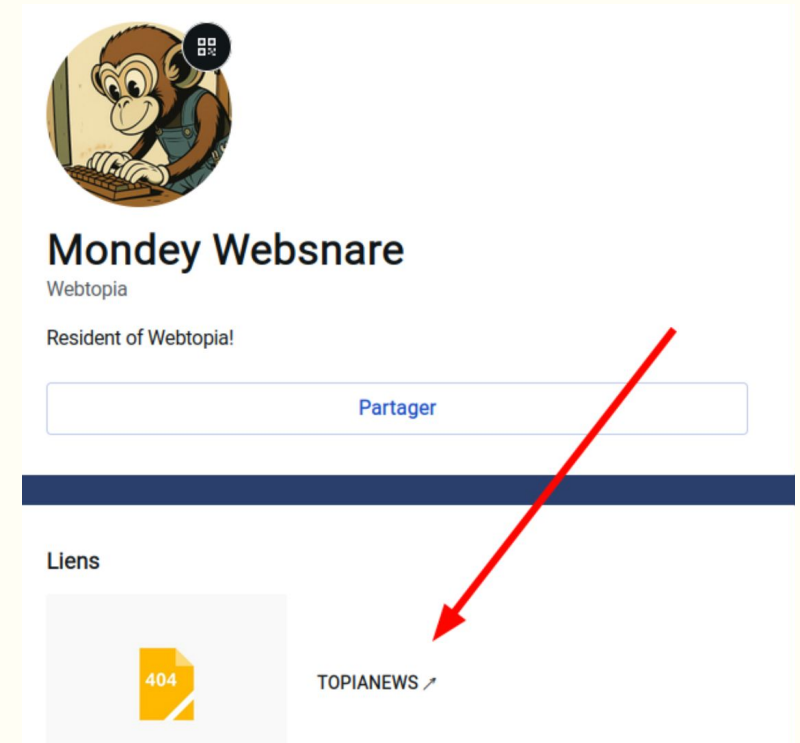 Mondey Websnare
Webtopia
Resident of Webtopia!
Partager
Liens
404
TOPIANEWS ↗